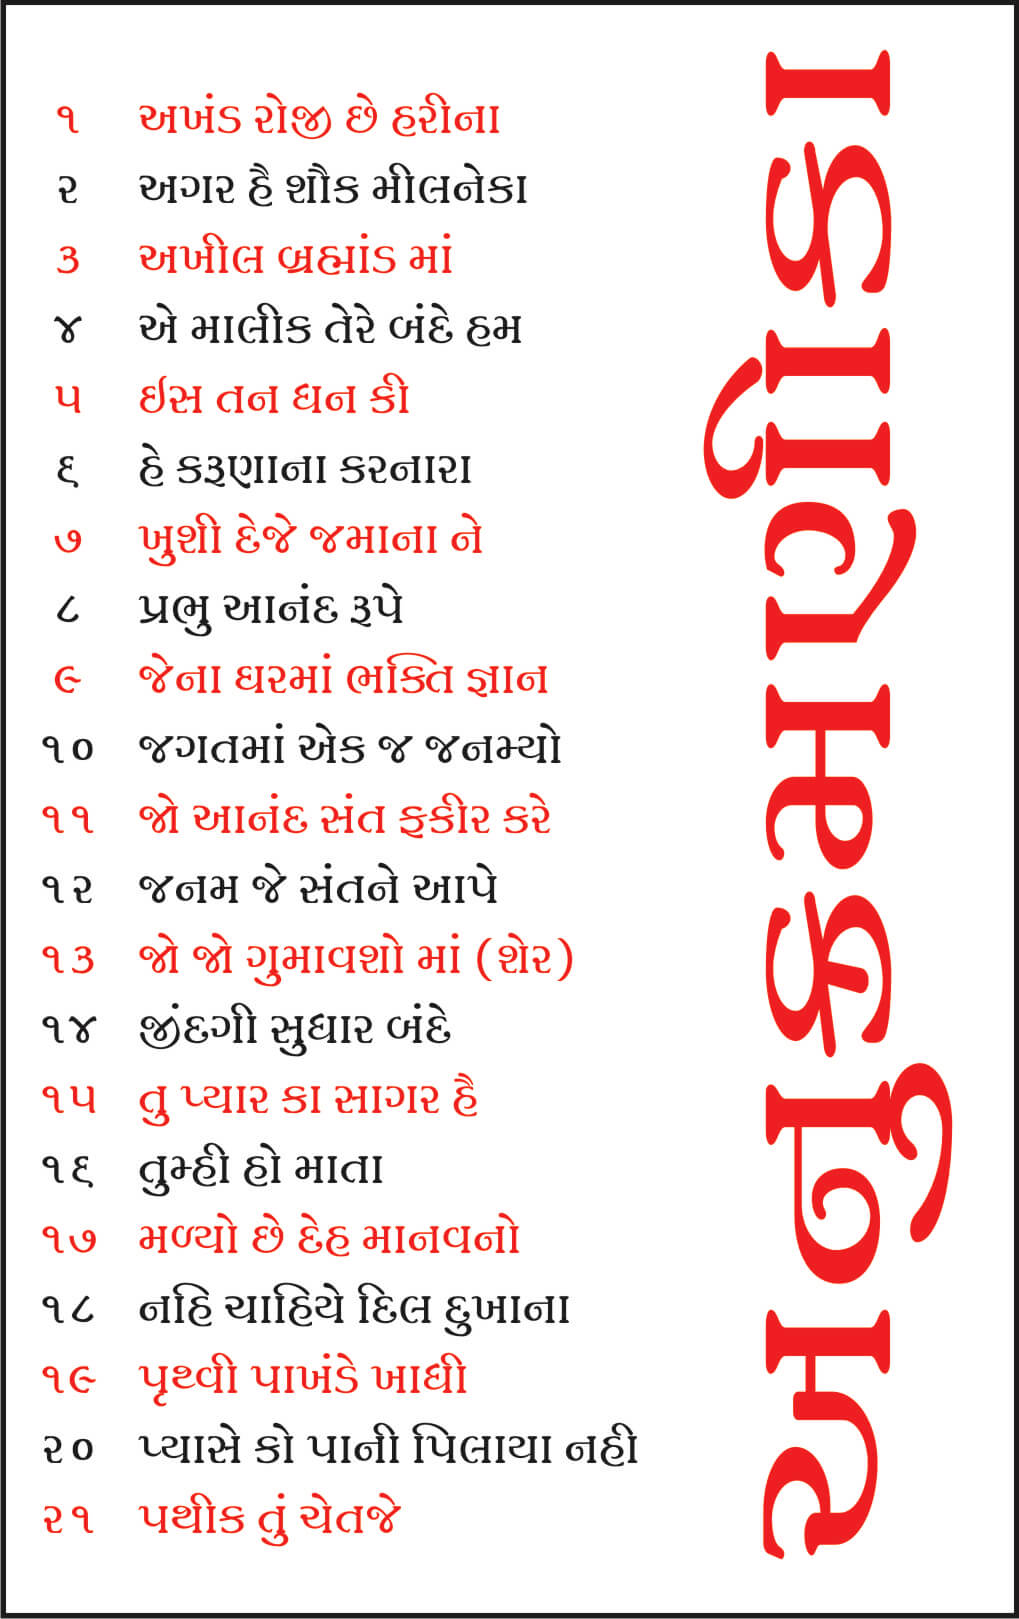 ૧ અખંડ રોજી છે હરીના
૨ અગર હૈ શૌક મીલનેકા
૩ અખીલ બ્રહ્માંડ માં
૪ એ માલીક તેરે બંદે હમ
૫ ઇસ તન ધન કી
૬ હે કરૂણાના કરનારા
૭ ખુશી દેજે જમાના ને
૮ પ્રભુ આનંદ રૂપે
૯ જેના ઘરમાં ભક્તિ જ્ઞાન
૧૦ જગતમાં એક જ જનમ્યો
૧૧ જો આનંદ સંત ફકીર કરે
૧૨ જનમ જે સંતને આપે
૧૩ જો જો ગુમાવશો માં (શેર)
૧૪ જીંદગી સુધાર બંદે
૧૫ તુ પ્યાર કા સાગર હૈ
૧૬ તુમ્હી હો માતા
૧૭ મળ્યો છે દેહ માનવનો
૧૮ નહિ ચાહિયે દિલ દુખાના
૧૯ પૃથ્વી પાખંડે ખાધી
૨૦ પ્યાસે કો પાની પિલાયા નહી
૨૧ પથીક તું ચેતજે
અનુક્રમણિકા